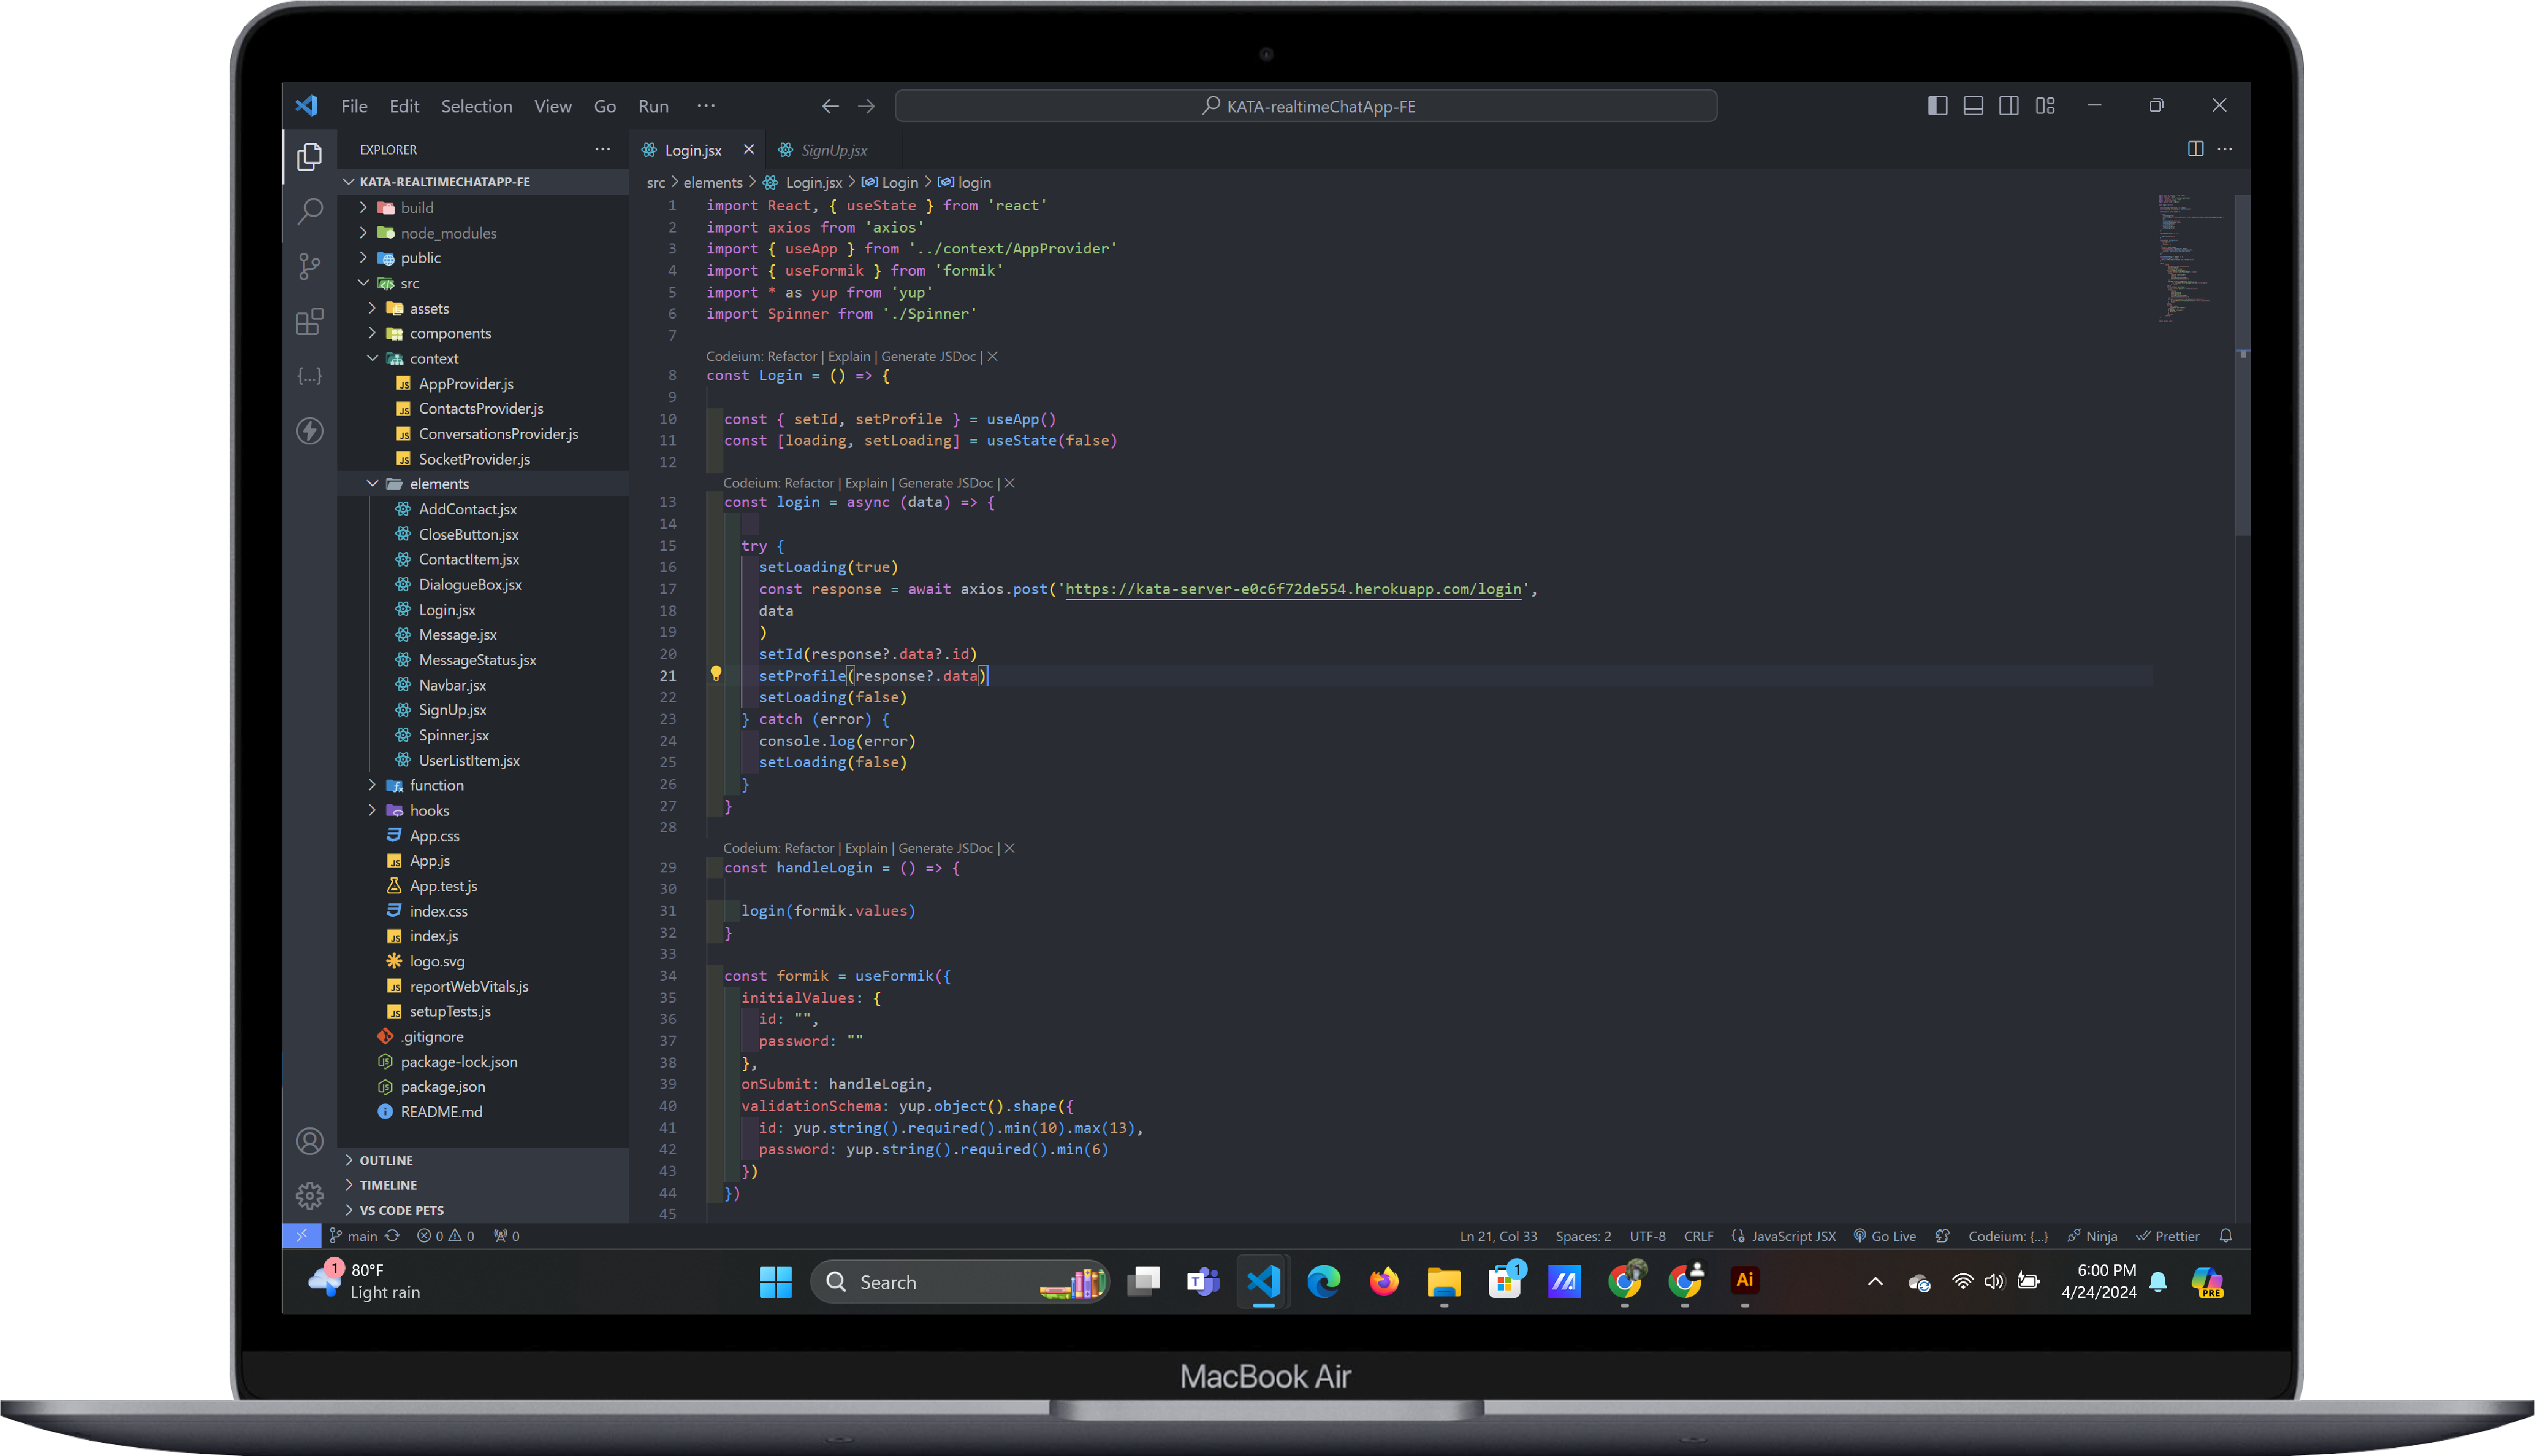 File Edit Selection View Go Run ···
KATA-realtimeChatApp-FE
EXPLORER ···
KATA-REALTIMECHATAPP-FE
build
node_modules
public
src
assets
components
context
AppProvider.js
ContactsProvider.js
ConversationsProvider.js
SocketProvider.js
elements
AddContact.jsx
CloseButton.jsx
ContactItem.jsx
DialogueBox.jsx
Login.jsx
Message.jsx
MessageStatus.jsx
Navbar.jsx
SignUp.jsx
Spinner.jsx
UserListItem.jsx
function
hooks
App.css
App.js
App.test.js
index.css
index.js
logo.svg
reportWebVitals.js
setupTests.js
.gitignore
package-lock.json
package.json
README.md
OUTLINE
TIMELINE
VS CODE PETS
Login.jsx SignUp.jsx
src > elements > Login.jsx > Login > login
1 import React, { useState } from 'react'
2 import axios from 'axios'
3 import { useApp } from '../context/AppProvider'
4 import { useFormik } from 'formik'
5 import * as yup from 'yup'
6 import Spinner from './Spinner'
7
Codeium: Refactor | Explain | Generate JSDoc | X
8 const Login = () => {
9
10 const { setId, setProfile } = useApp()
11 const [loading, setLoading] = useState(false)
12
Codeium: Refactor | Explain | Generate JSDoc | X
13 const login = async (data) => {
14
15 try {
16 setLoading(true)
17 const response = await axios.post('https://kata-server-e0c6f72de554.herokuapp.com/login',
18 data
19 )
20 setId(response?.data?.id)
21 setProfile(response?.data)
22 setLoading(false)
23 } catch (error) {
24 console.log(error)
25 setLoading(false)
26 }
27 }
28
Codeium: Refactor | Explain | Generate JSDoc | X
29 const handleLogin = () => {
30
31 login(formik.values)
32 }
33
34 const formik = useFormik({
35 initialValues: {
36 id: "",
37 password: ""
38 },
39 onSubmit: handleLogin,
40 validationSchema: yup.object().shape({
41 id: yup.string().required().min(10).max(13),
42 password: yup.string().required().min(6)
43 })
44 })
45
main 0 0 0 Ln 21, Col 33 Spaces: 2 UTF-8 CRLF JavaScript JSX Go Live Codeium: {...} Ninja Prettier
1
80°F
Light rain
Search
T
1
Ai
6:00 PM
4/24/2024
PRE
MacBook Air